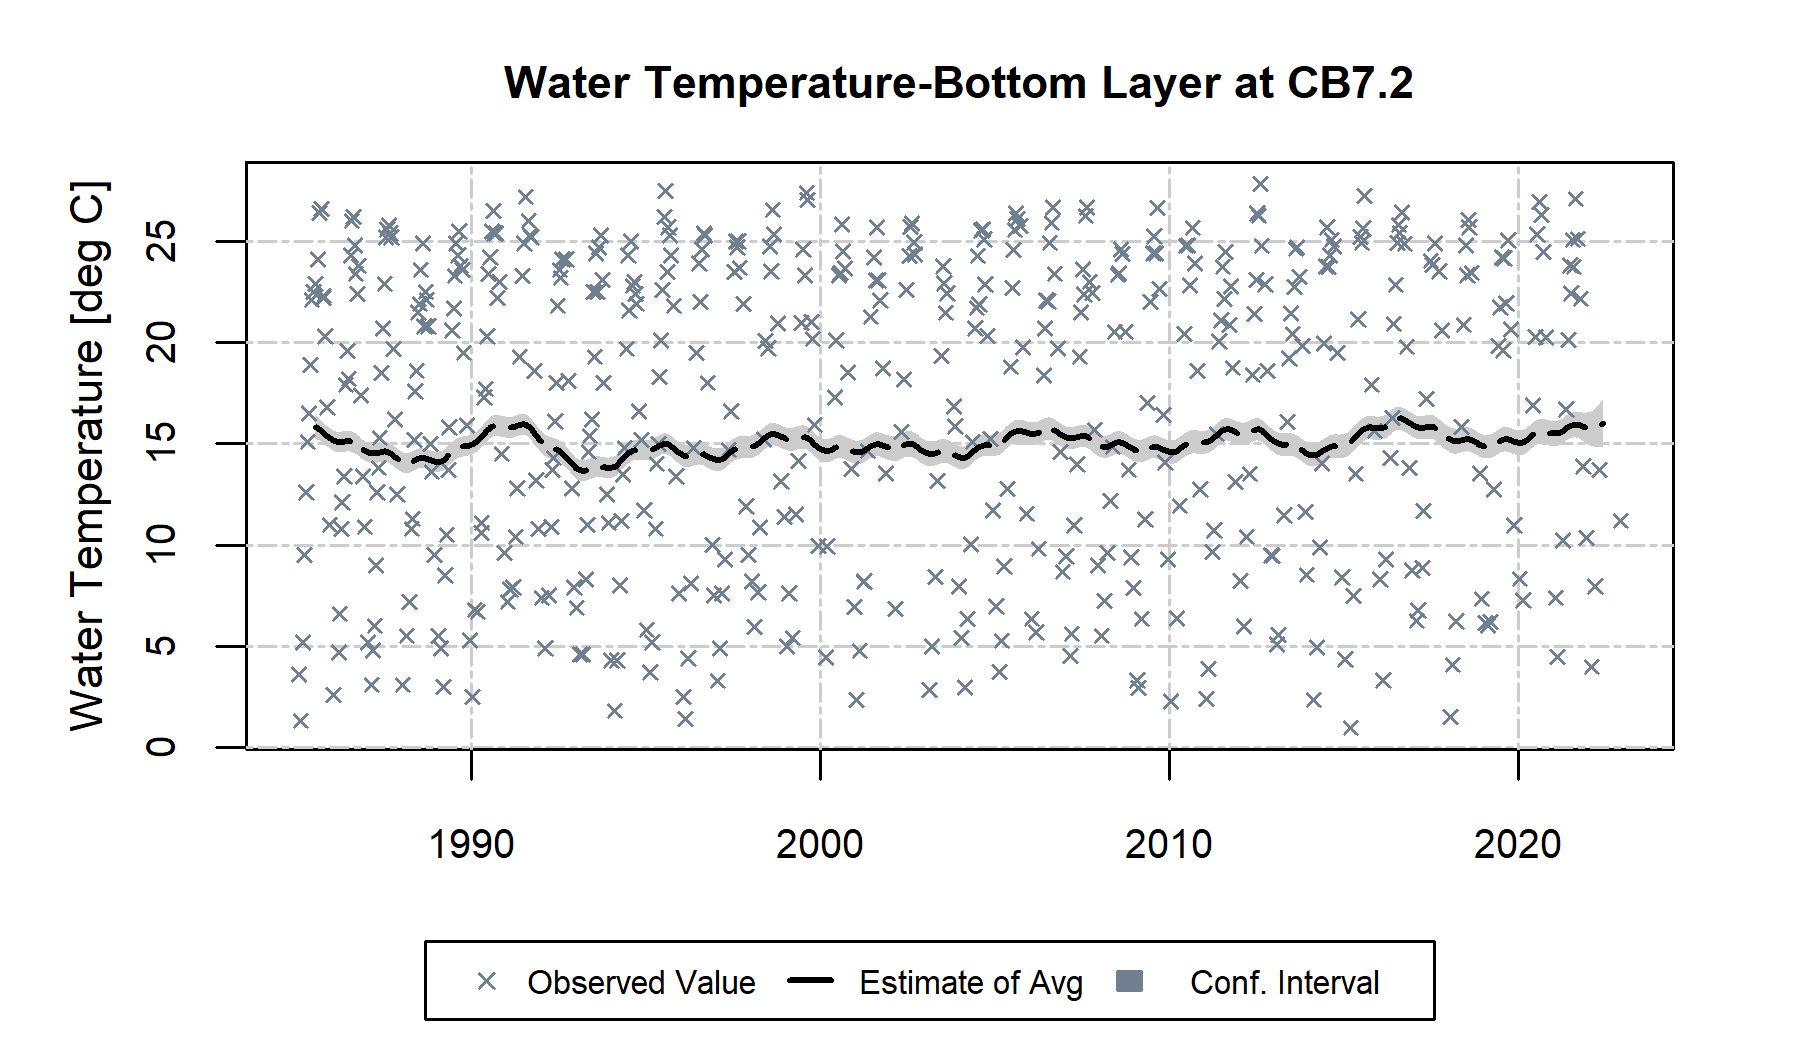 Water Temperature-Bottom Layer at CB7.2
Water Temperature [deg C]
25
20
15
10
5
0
1990 2000 2010 2020
Observed Value Estimate of Avg Conf. Interval